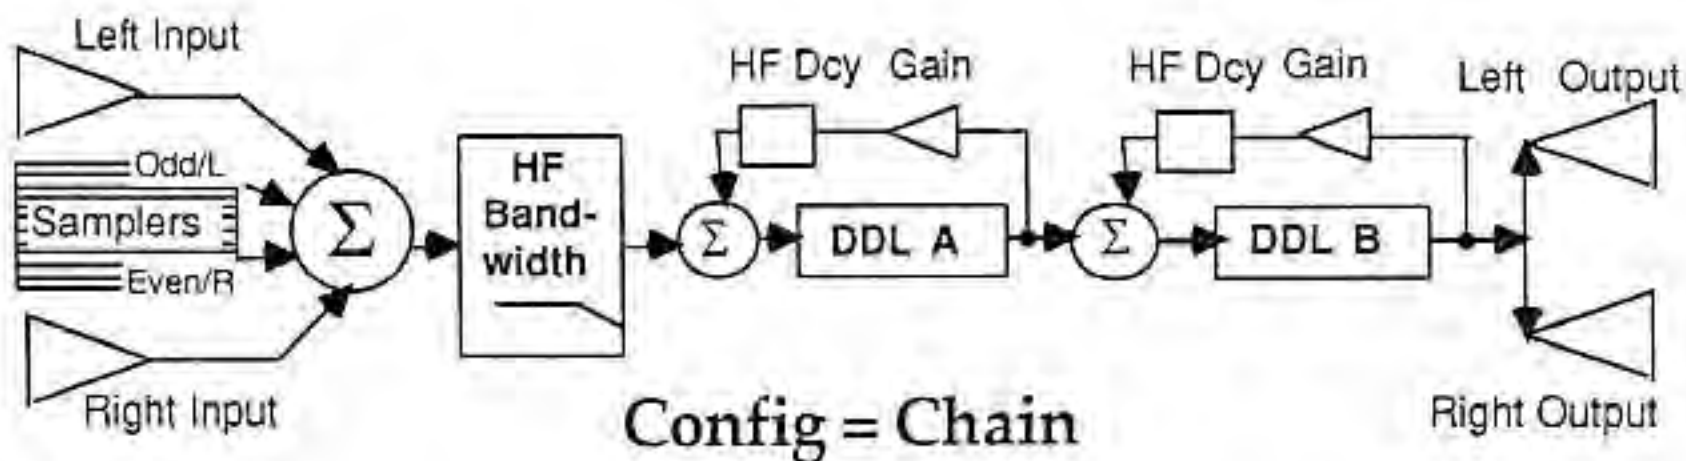 Left Input
HF Dcy Gain
HF Dcy Gain
Left Output
Odd/L
Samplers
Even/R
Σ
HF
Band-
width
Σ
DDL A
Σ
DDL B
Right Input
Config = Chain
Right Output